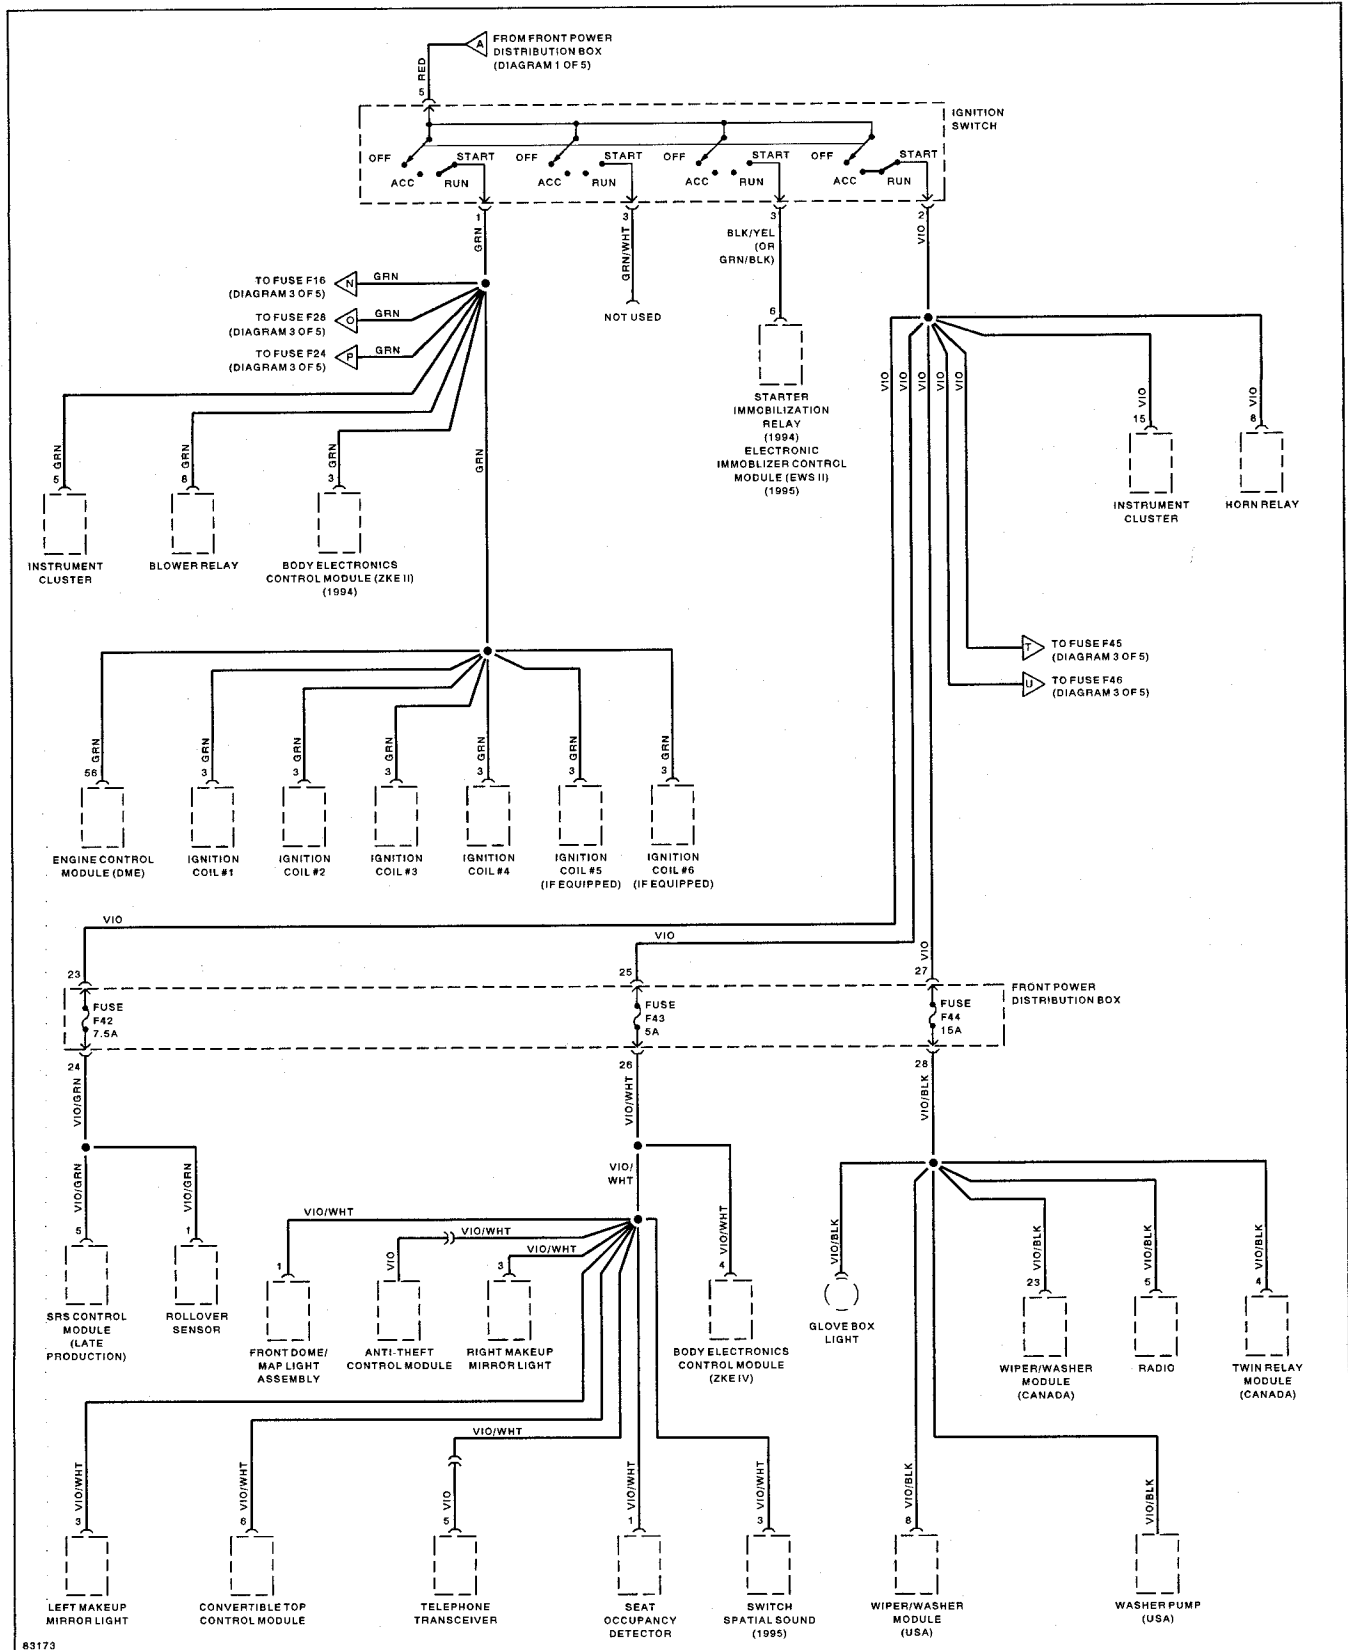 A
FROM FRONT POWER
DISTRIBUTION BOX
(DIAGRAM 1 OF 5)
RED
5
IGNITION
SWITCH
OFF
START
ACC
RUN
OFF
START
ACC
RUN
OFF
START
ACC
RUN
OFF
START
ACC
RUN
1
GRN
3
GRN/WHT
NOT USED
3
BLK/YEL
(OR
GRN/BLK)
2
VIO
TO FUSE F16
(DIAGRAM 3 OF 5)
N
GRN
TO FUSE F28
(DIAGRAM 3 OF 5)
O
GRN
TO FUSE F24
(DIAGRAM 3 OF 5)
P
GRN
6
STARTER
IMMOBILIZATION
RELAY
(1994)
ELECTRONIC
IMMOBLIZER CONTROL
MODULE (EWS II)
(1995)
VIO
VIO
VIO
VIO
VIO
15
VIO
INSTRUMENT
CLUSTER
8
VIO
HORN RELAY
5
GRN
INSTRUMENT
CLUSTER
8
GRN
BLOWER RELAY
3
GRN
BODY ELECTRONICS
CONTROL MODULE (ZKE II)
(1994)
GRN
T
TO FUSE F45
(DIAGRAM 3 OF 5)
U
TO FUSE F46
(DIAGRAM 3 OF 5)
56
GRN
ENGINE CONTROL
MODULE (DME)
3
GRN
IGNITION
COIL #1
3
GRN
IGNITION
COIL #2
3
GRN
IGNITION
COIL #3
3
GRN
IGNITION
COIL #4
3
GRN
IGNITION
COIL #5
(IF EQUIPPED)
3
GRN
IGNITION
COIL #6
(IF EQUIPPED)
VIO
VIO
VIO
23
25
27
FRONT POWER
DISTRIBUTION BOX
FUSE
F42
7.5A
FUSE
F43
5A
FUSE
F44
15A
24
VIO/GRN
26
VIO/WHT
28
VIO/BLK
5
VIO/GRN
SRS CONTROL
MODULE
(LATE
PRODUCTION)
1
VIO/GRN
ROLLOVER
SENSOR
VIO/
WHT
VIO/WHT
1
FRONT DOME/
MAP LIGHT
ASSEMBLY
VIO/WHT
VIO
ANTI-THEFT
CONTROL MODULE
VIO/WHT
3
RIGHT MAKEUP
MIRROR LIGHT
4
VIO/WHT
BODY ELECTRONICS
CONTROL MODULE
(ZKE IV)
VIO/BLK
GLOVE BOX
LIGHT
23
VIO/BLK
WIPER/WASHER
MODULE
(CANADA)
5
VIO/BLK
RADIO
4
VIO/BLK
TWIN RELAY
MODULE
(CANADA)
3
VIO/WHT
LEFT MAKEUP
MIRROR LIGHT
6
VIO/WHT
CONVERTIBLE TOP
CONTROL MODULE
VIO/WHT
5
VIO
TELEPHONE
TRANSCEIVER
1
VIO/WHT
SEAT
OCCUPANCY
DETECTOR
3
VIO/WHT
SWITCH
SPATIAL SOUND
(1995)
8
VIO/BLK
WIPER/WASHER
MODULE
(USA)
VIO/BLK
WASHER PUMP
(USA)
83173